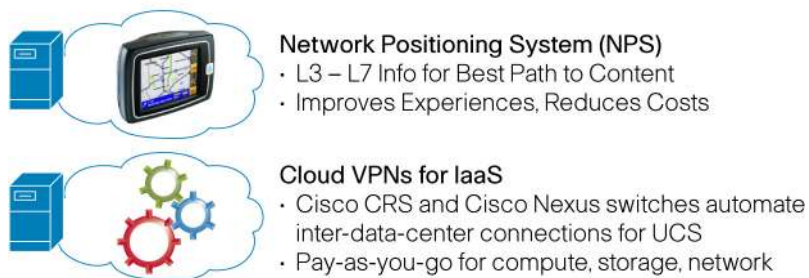 Network Positioning System (NPS)
· L3 – L7 Info for Best Path to Content
· Improves Experiences, Reduces Costs
Cloud VPNs for IaaS
· Cisco CRS and Cisco Nexus switches automate
inter-data-center connections for UCS
· Pay-as-you-go for compute, storage, network